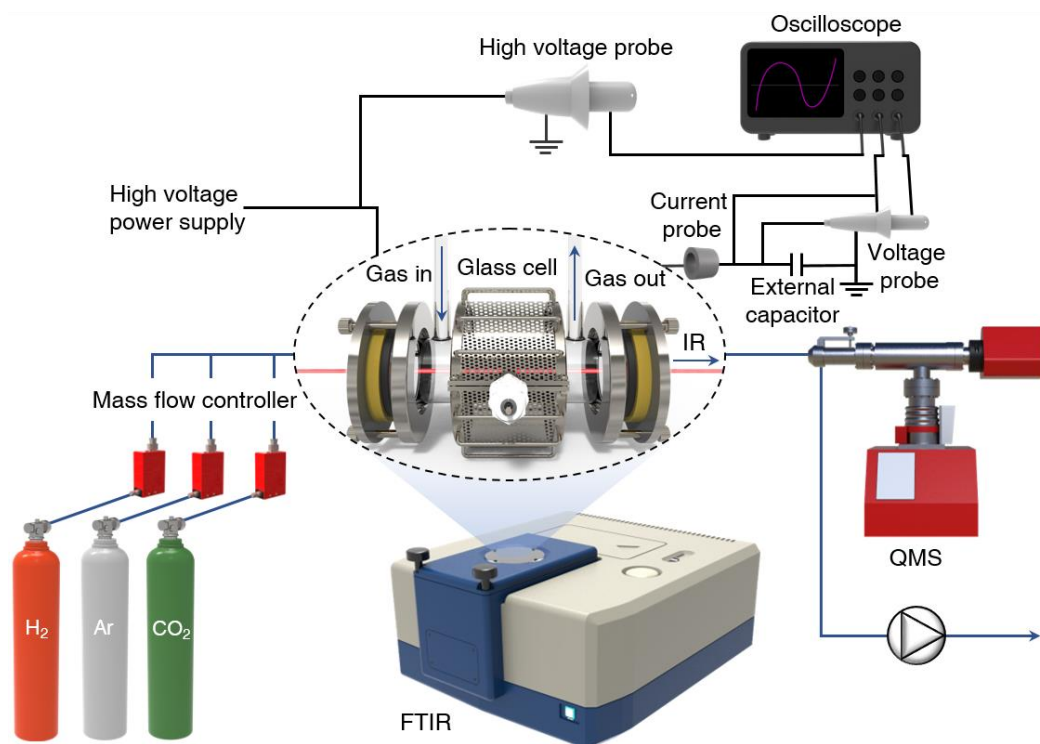 Oscilloscope
High voltage probe
High voltage
power supply
Current
probe
Voltage
probe
Gas in
Glass cell
Gas out
External
capacitor
IR
Mass flow controller
H₂
Ar
CO₂
QMS
FTIR